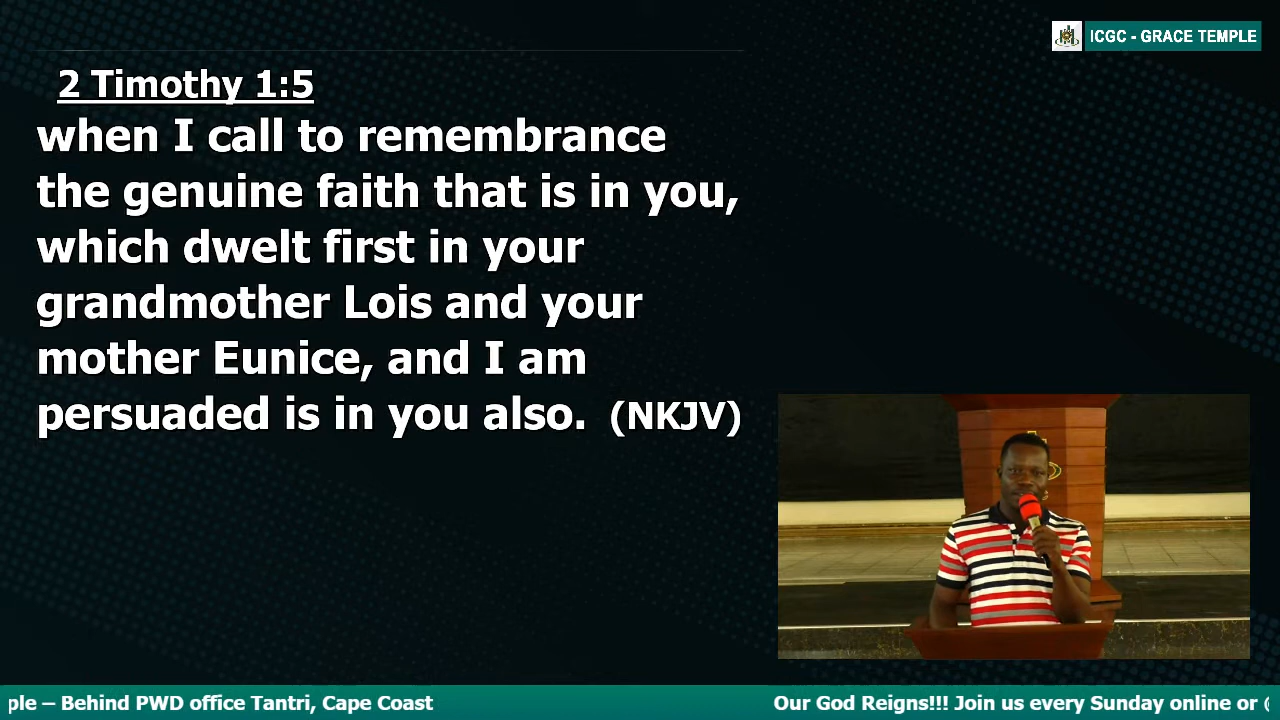 ICGC - GRACE TEMPLE
2 Timothy 1:5
when I call to remembrance
the genuine faith that is in you,
which dwelt first in your
grandmother Lois and your
mother Eunice, and I am
persuaded is in you also. (NKJV)
ple – Behind PWD office Tantri, Cape Coast
Our God Reigns!!! Join us every Sunday online or